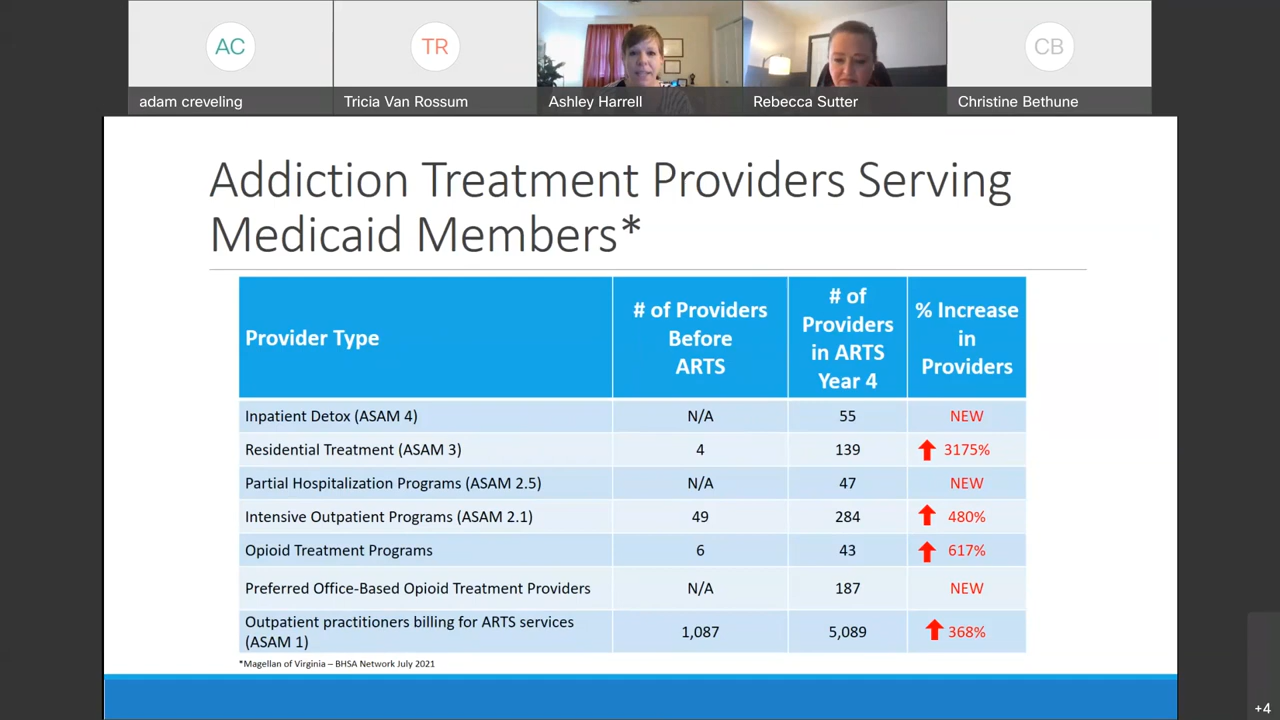 AC
TR
CB
adam creveling
Tricia Van Rossum
Ashley Harrell
Rebecca Sutter
Christine Bethune
Addiction Treatment Providers Serving
Medicaid Members*
Provider Type
# of Providers
Before
ARTS
# of
Providers
in ARTS
Year 4
% Increase
in
Providers
Inpatient Detox (ASAM 4) N/A 55 NEW
Residential Treatment (ASAM 3) 4 139 3175%
Partial Hospitalization Programs (ASAM 2.5) N/A 47 NEW
Intensive Outpatient Programs (ASAM 2.1) 49 284 480%
Opioid Treatment Programs 6 43 617%
Preferred Office-Based Opioid Treatment Providers N/A 187 NEW
Outpatient practitioners billing for ARTS services
(ASAM 1) 1,087 5,089 368%
*Magellan of Virginia – BHSA Network July 2021
+4